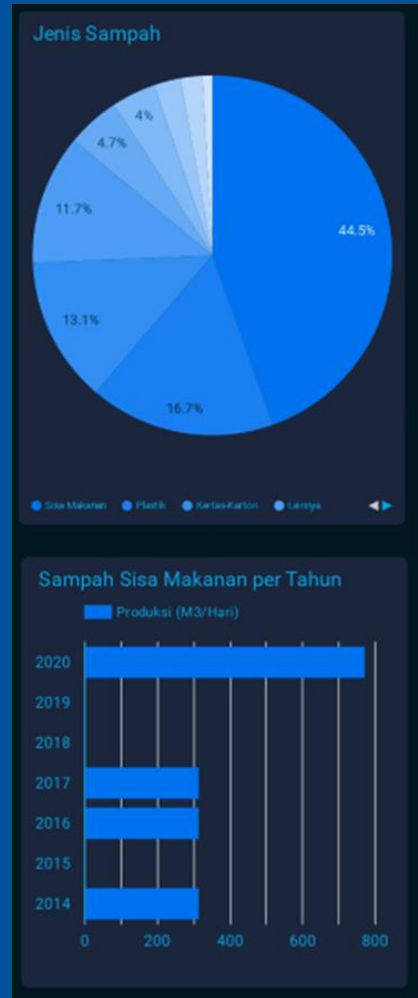 Jenis Sampah
4%
4.7%
11.7%
44.5%
13.1%
16.7%
Sisa Makanan Plastik Kertas-Karton Lainnya
Sampah Sisa Makanan per Tahun
Produksi (M3/Hari)
2020
2019
2018
2017
2016
2015
2014
0 200 400 600 800